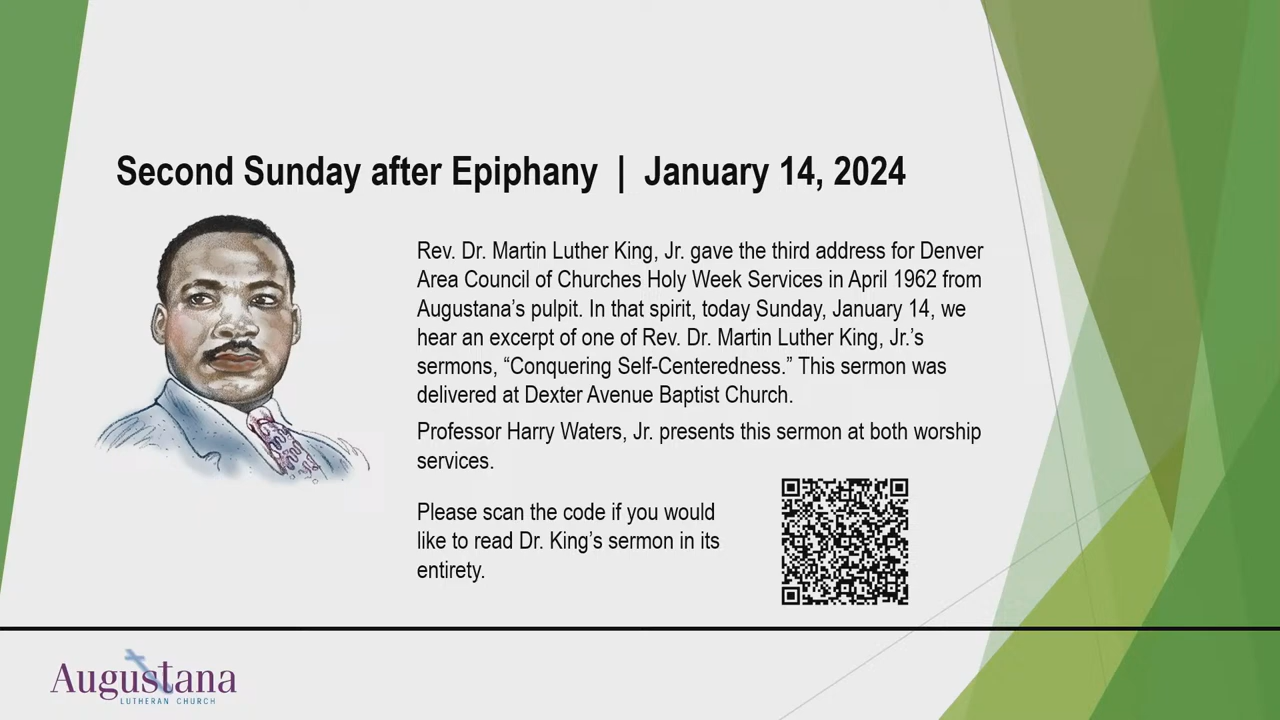 Second Sunday after Epiphany | January 14, 2024
Rev. Dr. Martin Luther King, Jr. gave the third address for Denver
Area Council of Churches Holy Week Services in April 1962 from
Augustana’s pulpit. In that spirit, today Sunday, January 14, we
hear an excerpt of one of Rev. Dr. Martin Luther King, Jr.’s
sermons, “Conquering Self-Centeredness.” This sermon was
delivered at Dexter Avenue Baptist Church.
Professor Harry Waters, Jr. presents this sermon at both worship
services.
Please scan the code if you would
like to read Dr. King’s sermon in its
entirety.
Augustana
LUTHERAN CHURCH